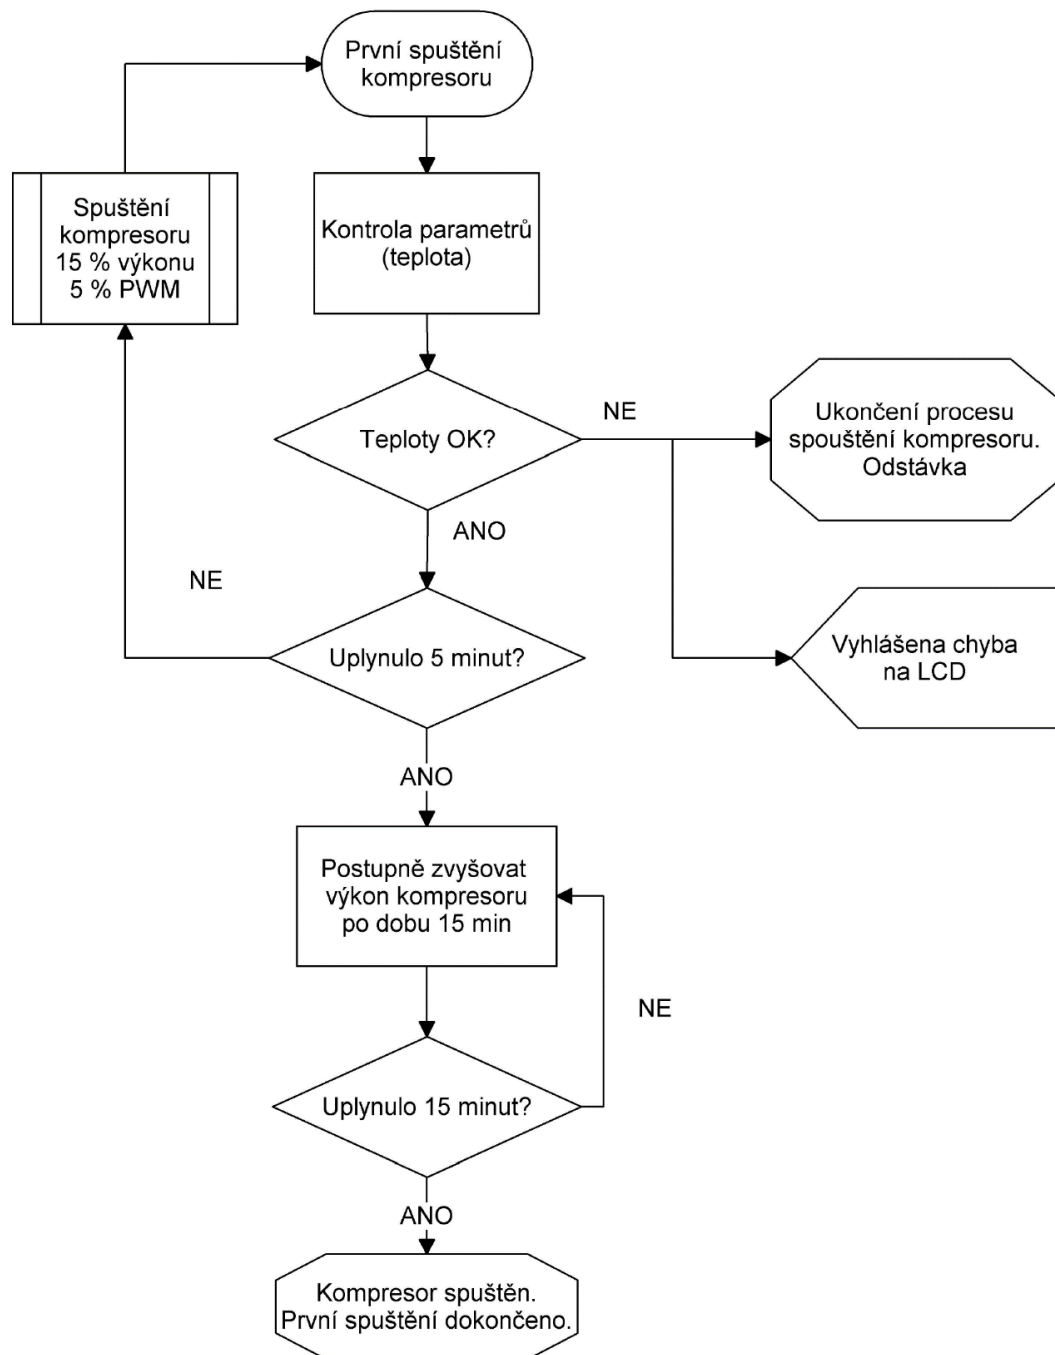 První spuštění
kompresoru
Spuštění
kompresoru
15 % výkonu
5 % PWM
Kontrola parametrů
(teplota)
Teploty OK?
NE
Ukončení procesu
spouštění kompresoru.
Odstávka
ANO
NE
Uplynulo 5 minut?
Vyhlášena chyba
na LCD
ANO
Postupně zvyšovat
výkon kompresoru
po dobu 15 min
NE
Uplynulo 15 minut?
ANO
Kompresor spuštěn.
První spuštění dokončeno.